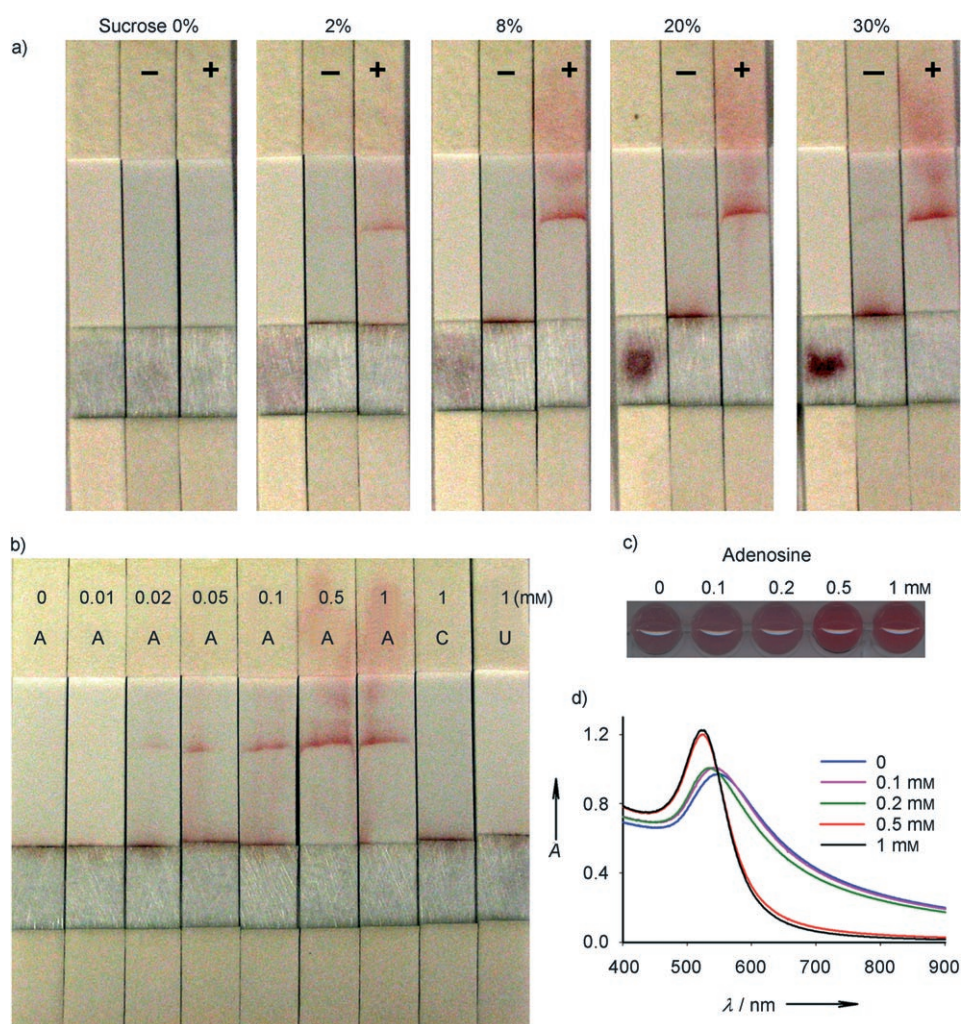 a)
Sucrose 0% 2% 8% 20% 30%
– + – + – + – + – +
b)
0 0.01 0.02 0.05 0.1 0.5 1 1 1 (mM)
A A A A A A A C U
c)
Adenosine
0 0.1 0.2 0.5 1 mM
d)
1.2
0.8
0.4
0.0
A
0
0.1 mM
0.2 mM
0.5 mM
1 mM
400 500 600 700 800 900
λ / nm